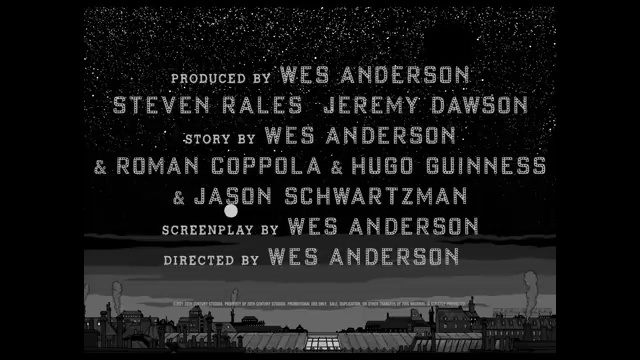 PRODUCED BY WES ANDERSON
STEVEN RALES JEREMY DAWSON
STORY BY WES ANDERSON
& ROMAN COPPOLA & HUGO GUINNESS
& JASON SCHWARTZMAN
SCREENPLAY BY WES ANDERSON
DIRECTED BY WES ANDERSON